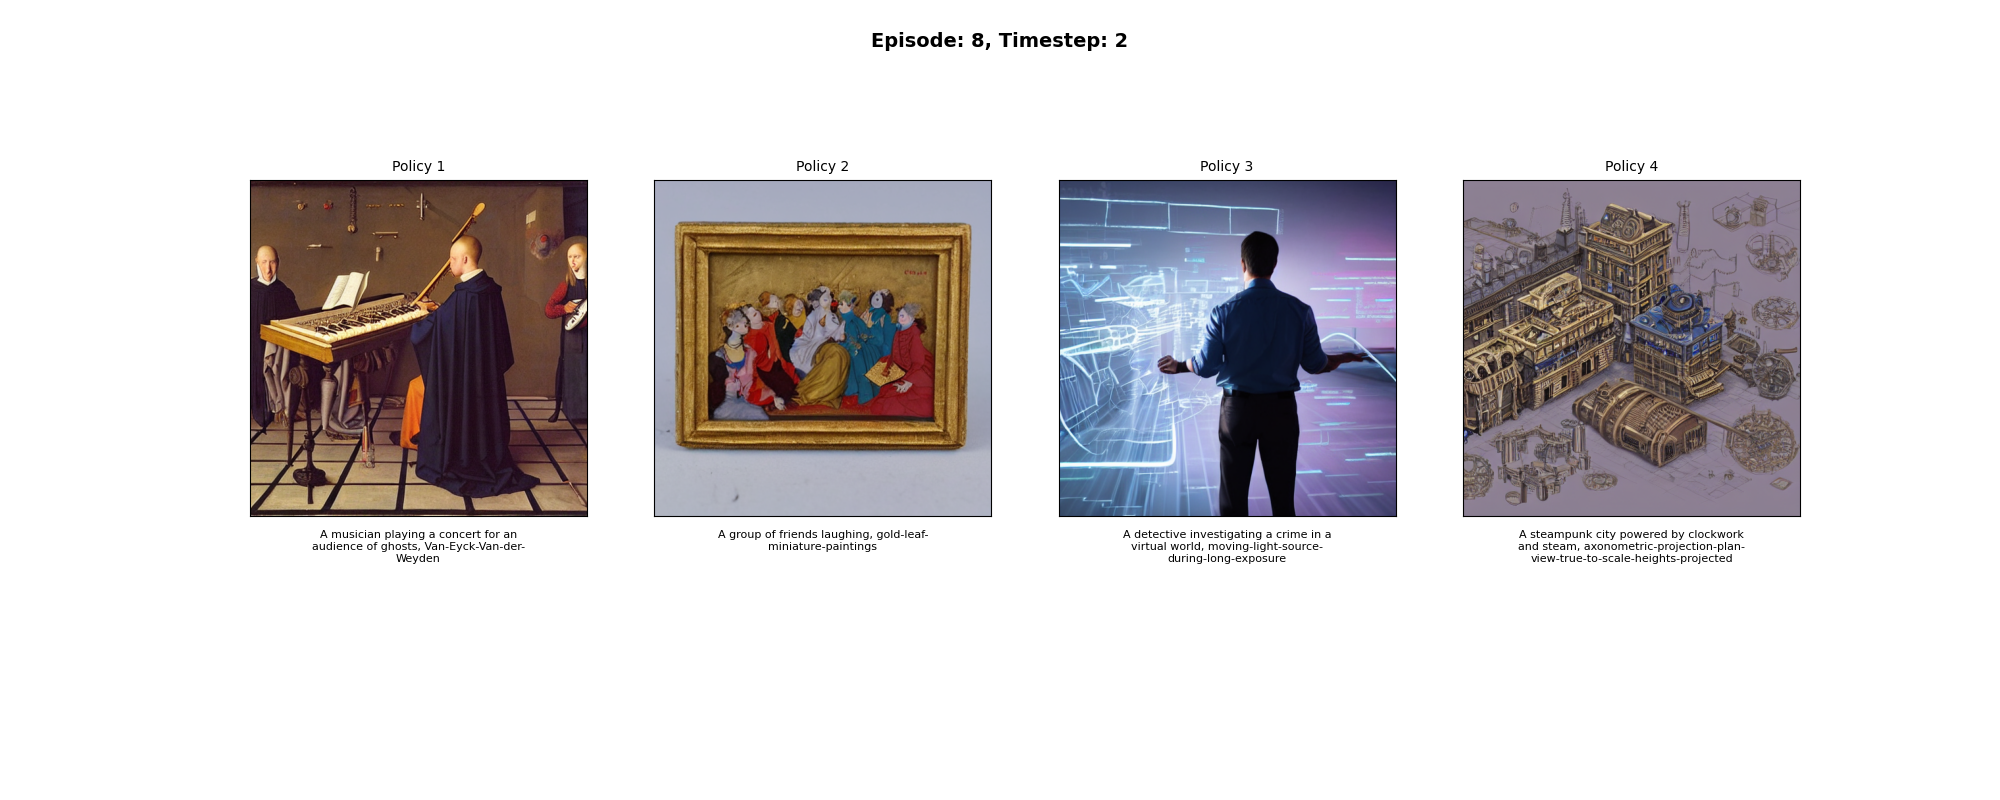 Episode: 8, Timestep: 2
Policy 1
Policy 2
Policy 3
Policy 4
A musician playing a concert for an
audience of ghosts, Van-Eyck-Van-der-
Weyden
A group of friends laughing, gold-leaf-
miniature-paintings
A detective investigating a crime in a
virtual world, moving-light-source-
during-long-exposure
A steampunk city powered by clockwork
and steam, axonometric-projection-plan-
view-true-to-scale-heights-projected